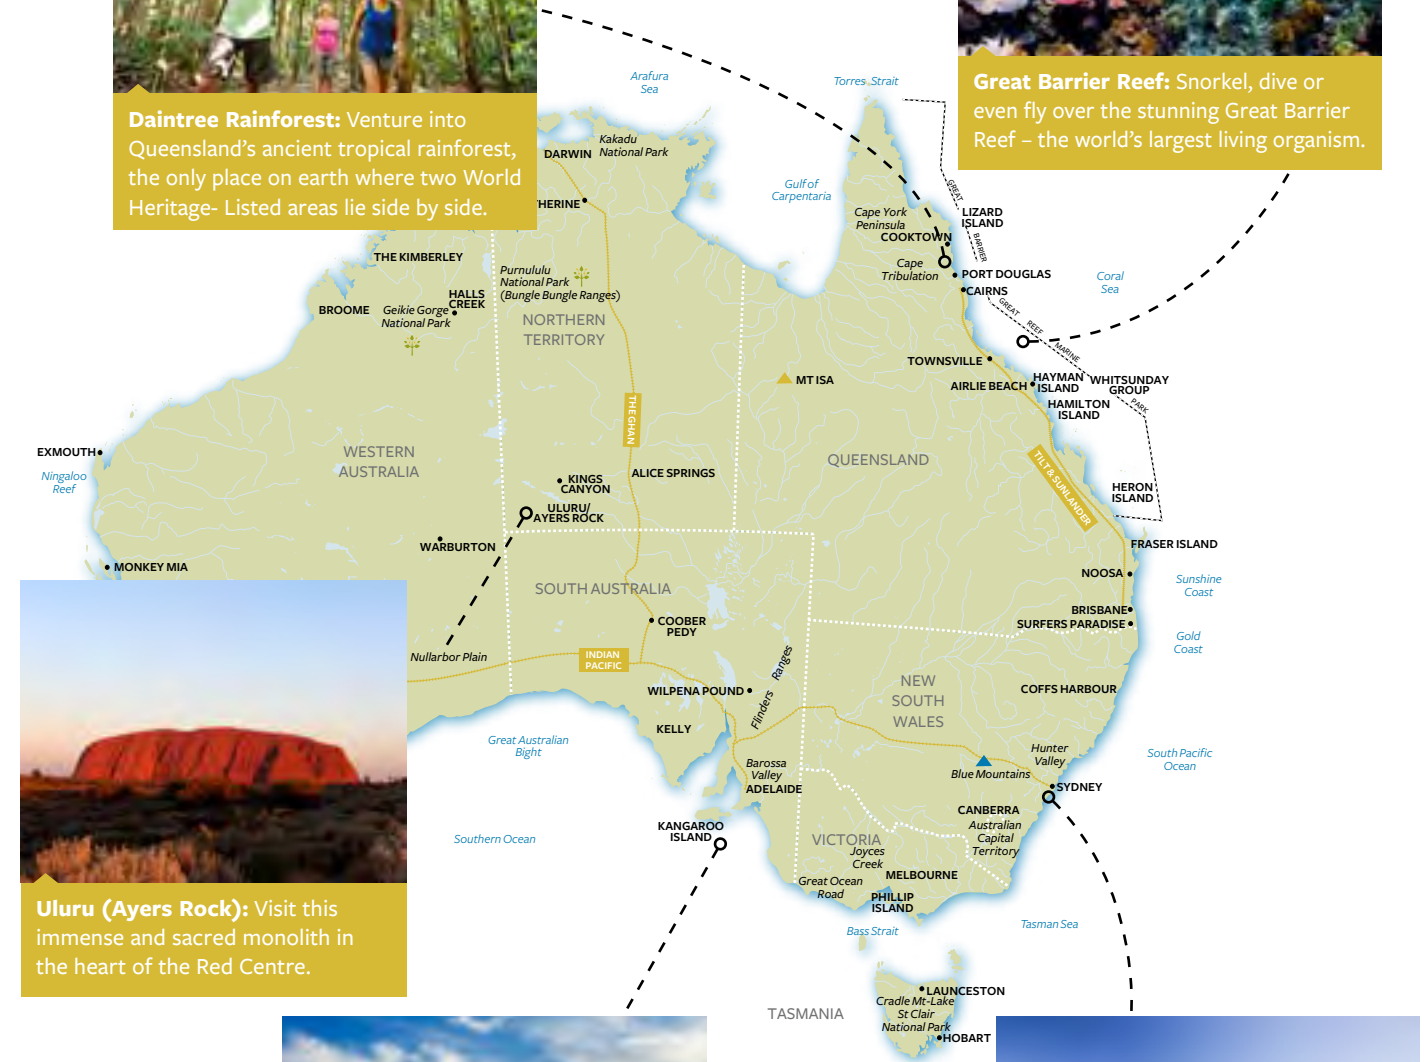 Daintree Rainforest: Venture into
Queensland's ancient tropical rainforest,
the only place on earth where two World
Heritage- Listed areas lie side by side.
Great Barrier Reef: Snorkel, dive or
even fly over the stunning Great Barrier
Reef – the world's largest living organism.
Arafura
Sea
Torres Strait
Kakadu
National Park
DARWIN
THERINE
Gulf of
Carpentaria
GREAT
BARRIER
LIZARD
ISLAND
Cape York
Peninsula
COOKTOWN
Cape
Tribulation
PORT DOUGLAS
CAIRNS
Coral
Sea
THE KIMBERLEY
Purnululu
National Park
(Bungle Bungle Ranges)
HALLS
CREEK
BROOME
Geikie Gorge
National Park
NORTHERN
TERRITORY
GREAT
REEF
MARINE
PARK
TOWNSVILLE
MT ISA
AIRLIE BEACH
HAYMAN
ISLAND
WHITSUNDAY
GROUP
HAMILTON
ISLAND
THE GHAN
EXMOUTH
Ningaloo
Reef
WESTERN
AUSTRALIA
QUEENSLAND
ALICE SPRINGS
KINGS
CANYON
TILT & SUNLANDER
HERON
ISLAND
ULURU/
AYERS ROCK
WARBURTON
FRASER ISLAND
MONKEY MIA
NOOSA
Sunshine
Coast
SOUTH AUSTRALIA
BRISBANE
SURFERS PARADISE
COOBER
PEDY
Gold
Coast
Nullarbor Plain
INDIAN
PACIFIC
Flinders Ranges
WILPENA POUND
NEW
SOUTH
WALES
COFFS HARBOUR
KELLY
Great Australian
Bight
Hunter
Valley
South Pacific
Ocean
Barossa
Valley
ADELAIDE
Blue Mountains
SYDNEY
CANBERRA
Australian
Capital
Territory
KANGAROO
ISLAND
Southern Ocean
VICTORIA
Joyces
Creek
MELBOURNE
Great Ocean
Road
PHILLIP
ISLAND
Bass Strait
Tasman Sea
Uluru (Ayers Rock): Visit this
immense and sacred monolith in
the heart of the Red Centre.
LAUNCESTON
Cradle Mt-Lake
St Clair
National Park
TASMANIA
HOBART